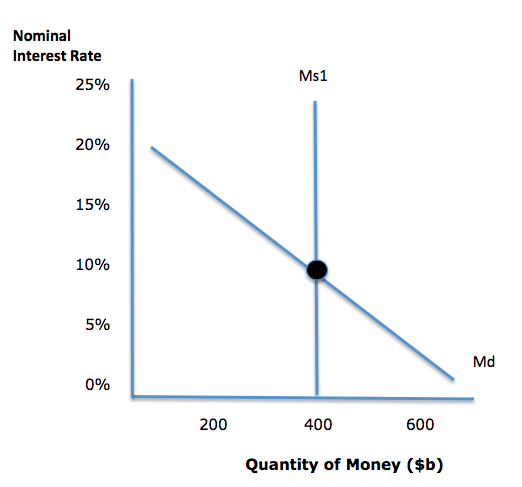 Nominal
Interest Rate
Ms1
25%
20%
15%
10%
5%
Md
0%
200 400 600
Quantity of Money ($b)